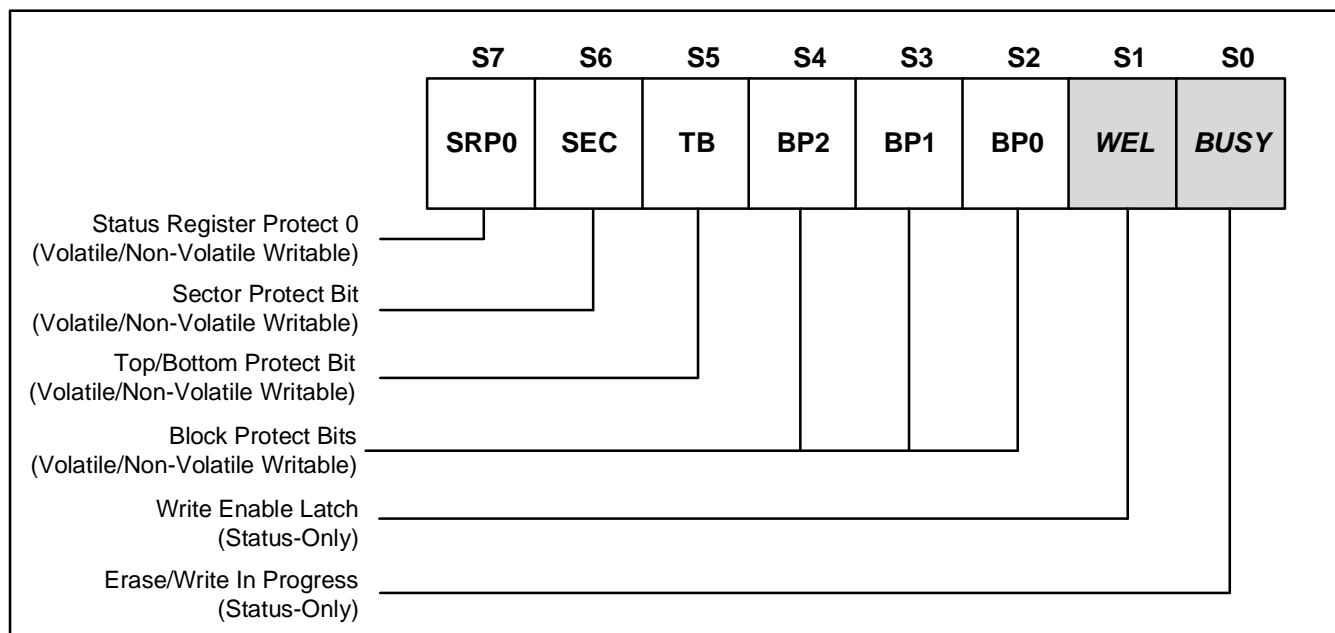 S7 S6 S5 S4 S3 S2 S1 S0
SRP0 SEC TB BP2 BP1 BP0 WEL BUSY
Status Register Protect 0
(Volatile/Non-Volatile Writable)
Sector Protect Bit
(Volatile/Non-Volatile Writable)
Top/Bottom Protect Bit
(Volatile/Non-Volatile Writable)
Block Protect Bits
(Volatile/Non-Volatile Writable)
Write Enable Latch
(Status-Only)
Erase/Write In Progress
(Status-Only)